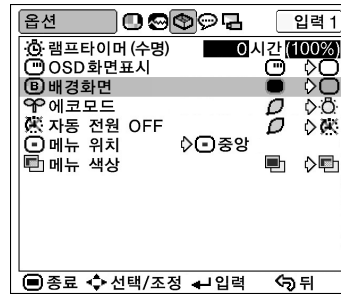 옵션 입력 1
램프타이머 (수명) 0 시간 (100%)
OSD 화면표시
B 배경화면
에코모드
자동 전원 OFF
메뉴 위치 중앙
메뉴 색상
종료 선택/조정 입력 뒤